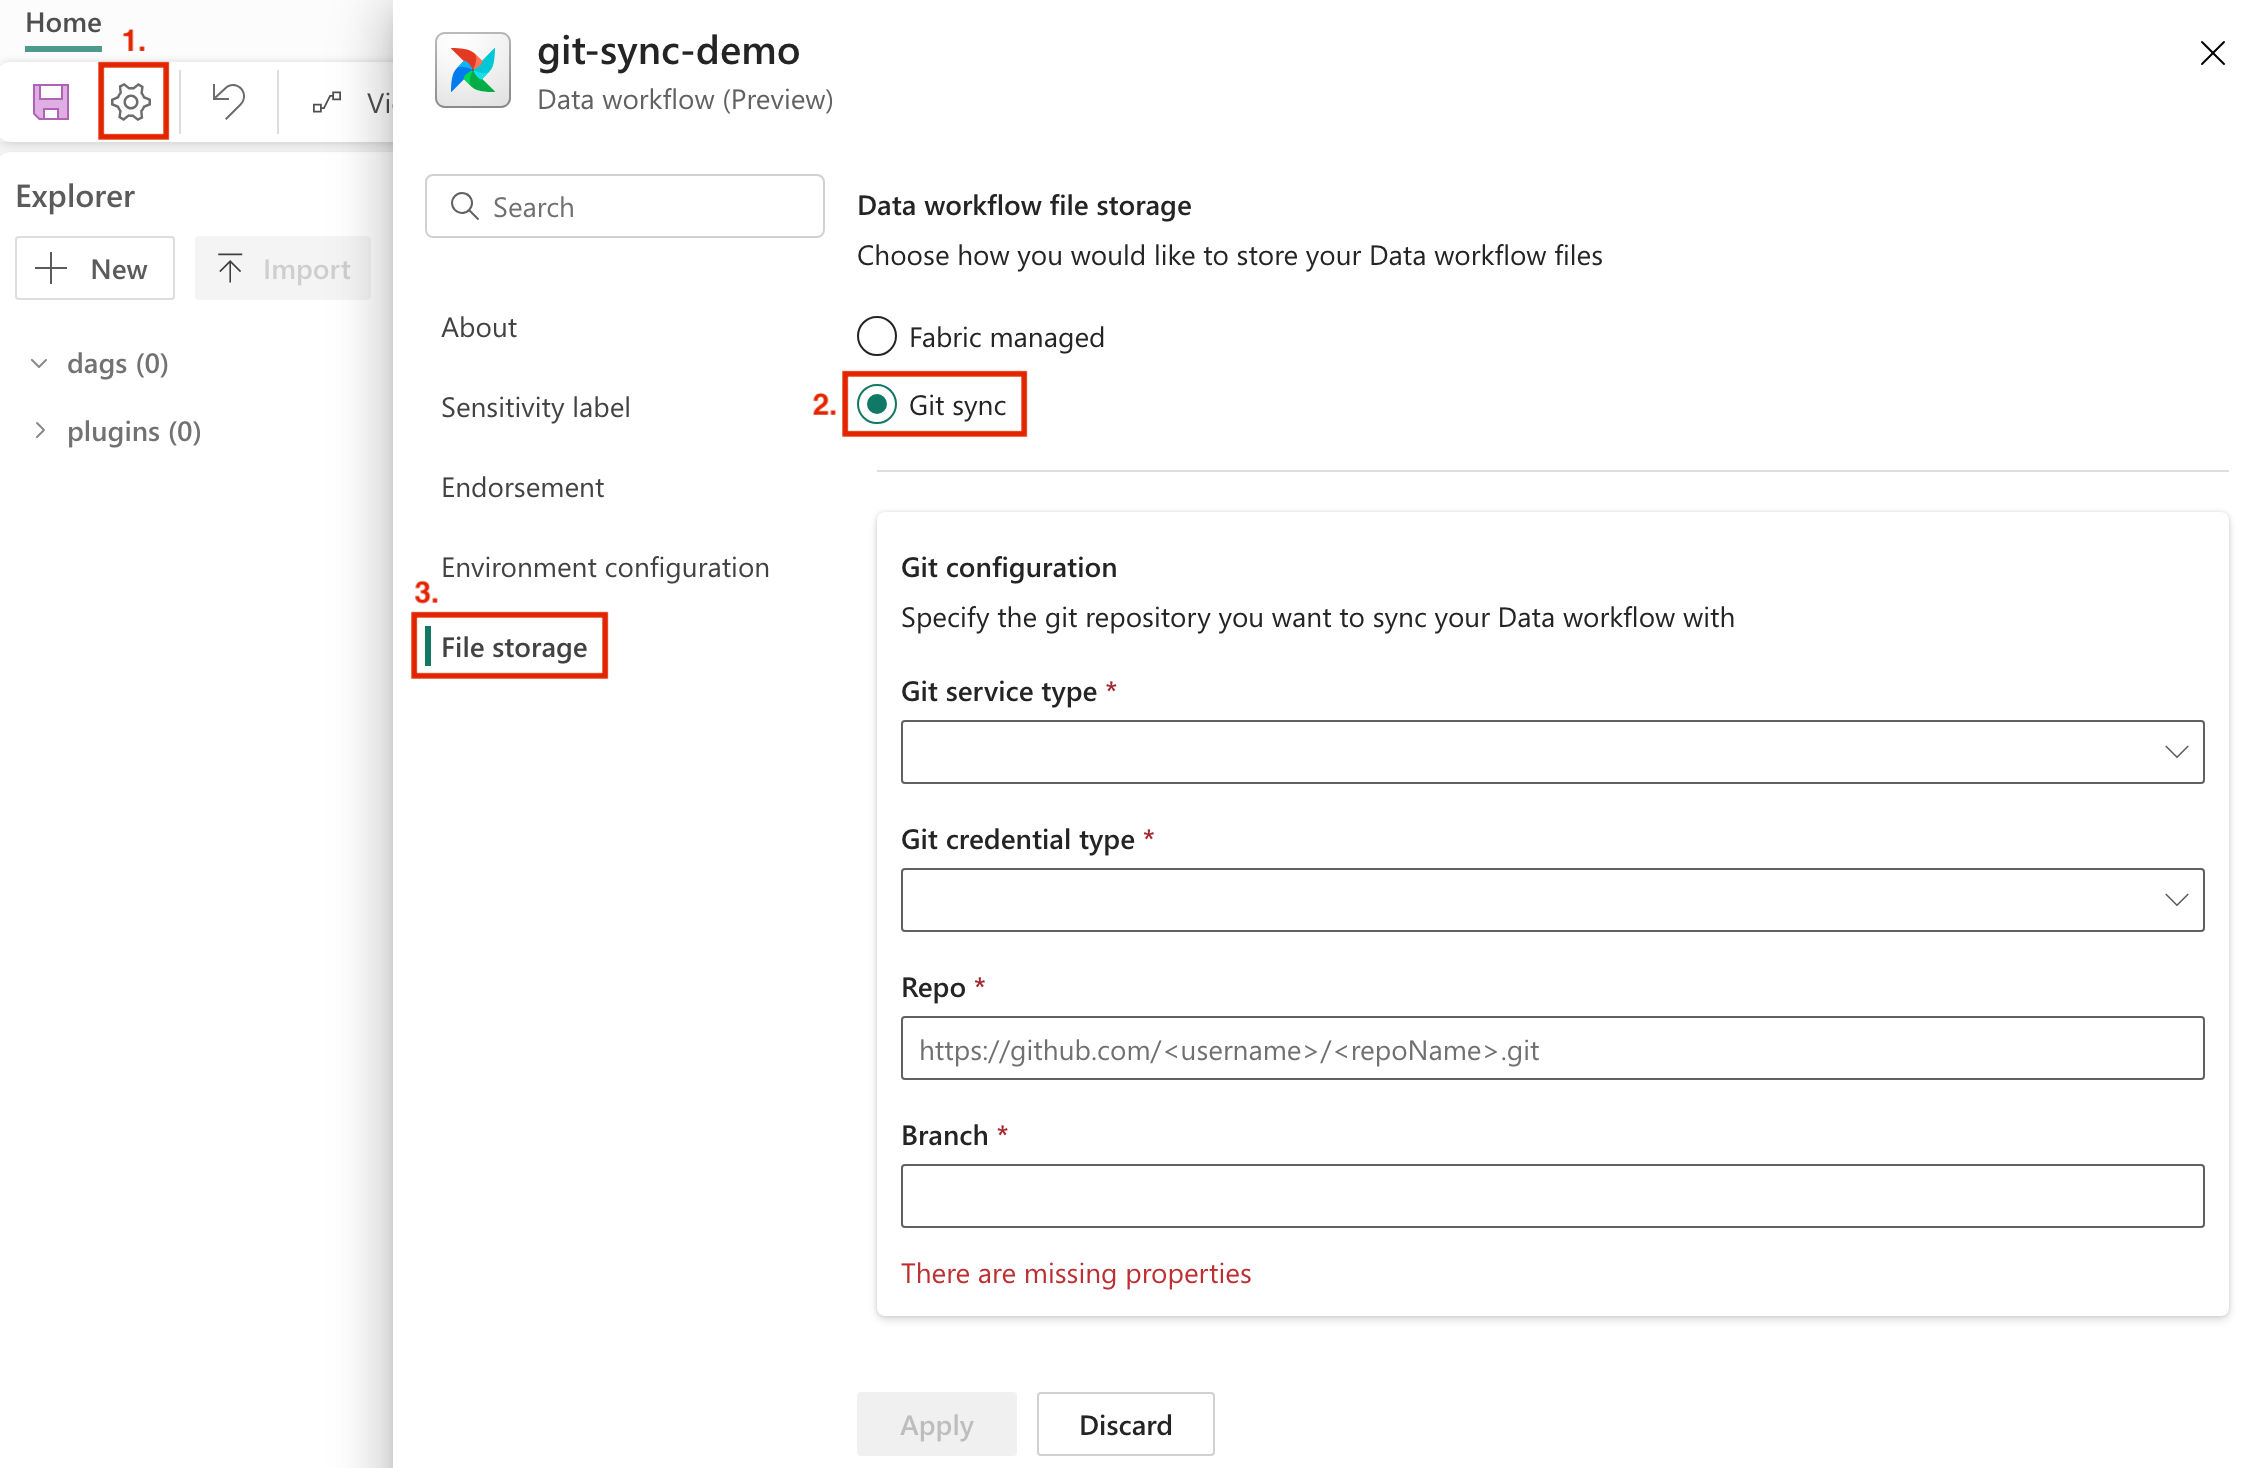 Home
1.
Vi
Explorer
New
Import
dags (0)
plugins (0)
git-sync-demo
Data workflow (Preview)
Search
About
Sensitivity label
Endorsement
Environment configuration
3.
File storage
Data workflow file storage
Choose how you would like to store your Data workflow files
Fabric managed
2.
Git sync
Git configuration
Specify the git repository you want to sync your Data workflow with
Git service type *
Git credential type *
Repo *
https://github.com/<username>/<repoName>.git
Branch *
There are missing properties
Apply
Discard